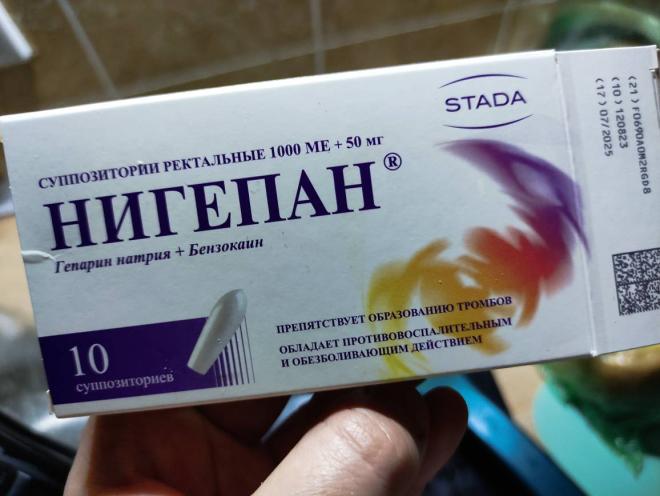 STADA
СУППОЗИТОРИИ РЕКТАЛЬНЫЕ 1000 МЕ + 50 мг
НИГЕПАН®
Гепарин натрия + Бензокаин
10
суппозиториев
ПРЕПЯТСТВУЕТ ОБРАЗОВАНИЮ ТРОМБОВ
ОБЛАДАЕТ ПРОТИВОВОСПАЛИТЕЛЬНЫМ
И ОБЕЗБОЛИВАЮЩИМ ДЕЙСТВИЕМ
(21) F0690A0M2RGD8
(10) 120823
(17) 07/2025